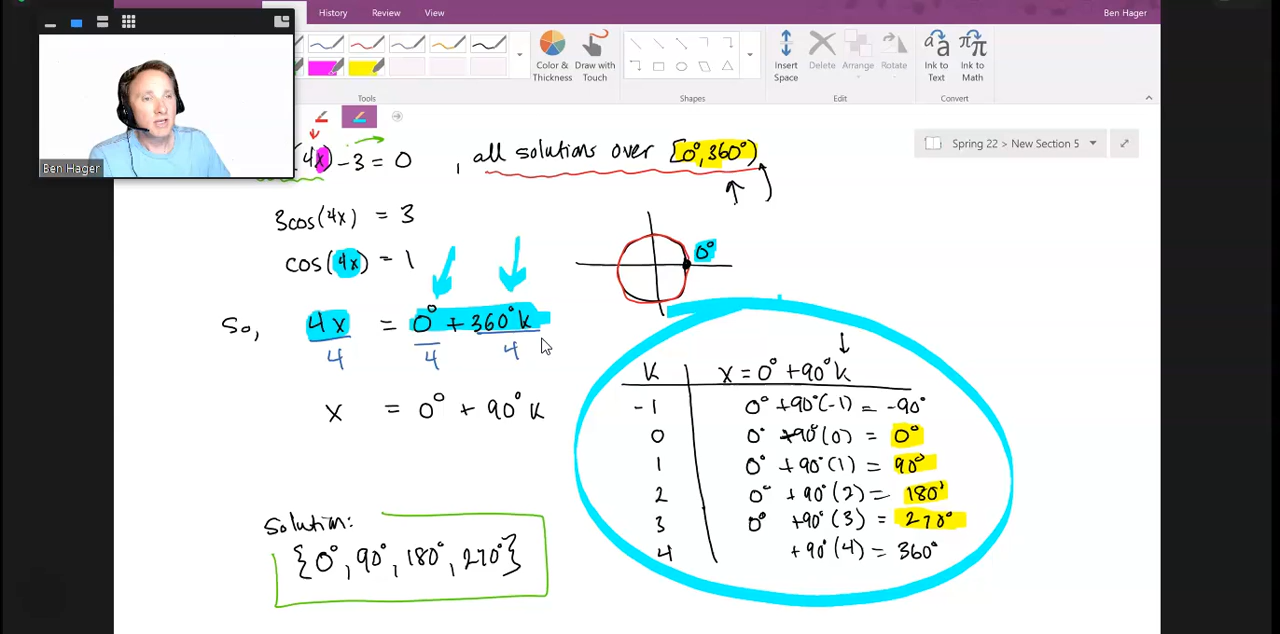 History Review View
Ben Hager
Color & Thickness
Draw with Touch
Insert Space
Delete
Arrange
Rotate
Ink to Text
Ink to Math
Tools
Shapes
Edit
Convert
Ben Hager
Spring 22 > New Section 5
(4x) -3 = 0 , all solutions over [0°, 360°)
3cos(4x) = 3
cos(4x) = 1
0°
So, 4x = 0° + 360°k
4 4 4
x = 0° + 90°k
K x = 0° +90°k
-1 0° +90°(-1) = -90°
0 0° +90°(0) = 0°
1 0° +90°(1) = 90°
2 0° +90°(2) = 180°
3 0° +90°(3) = 270°
4 +90°(4) = 360°
Solution:
{0°, 90°, 180°, 270°}